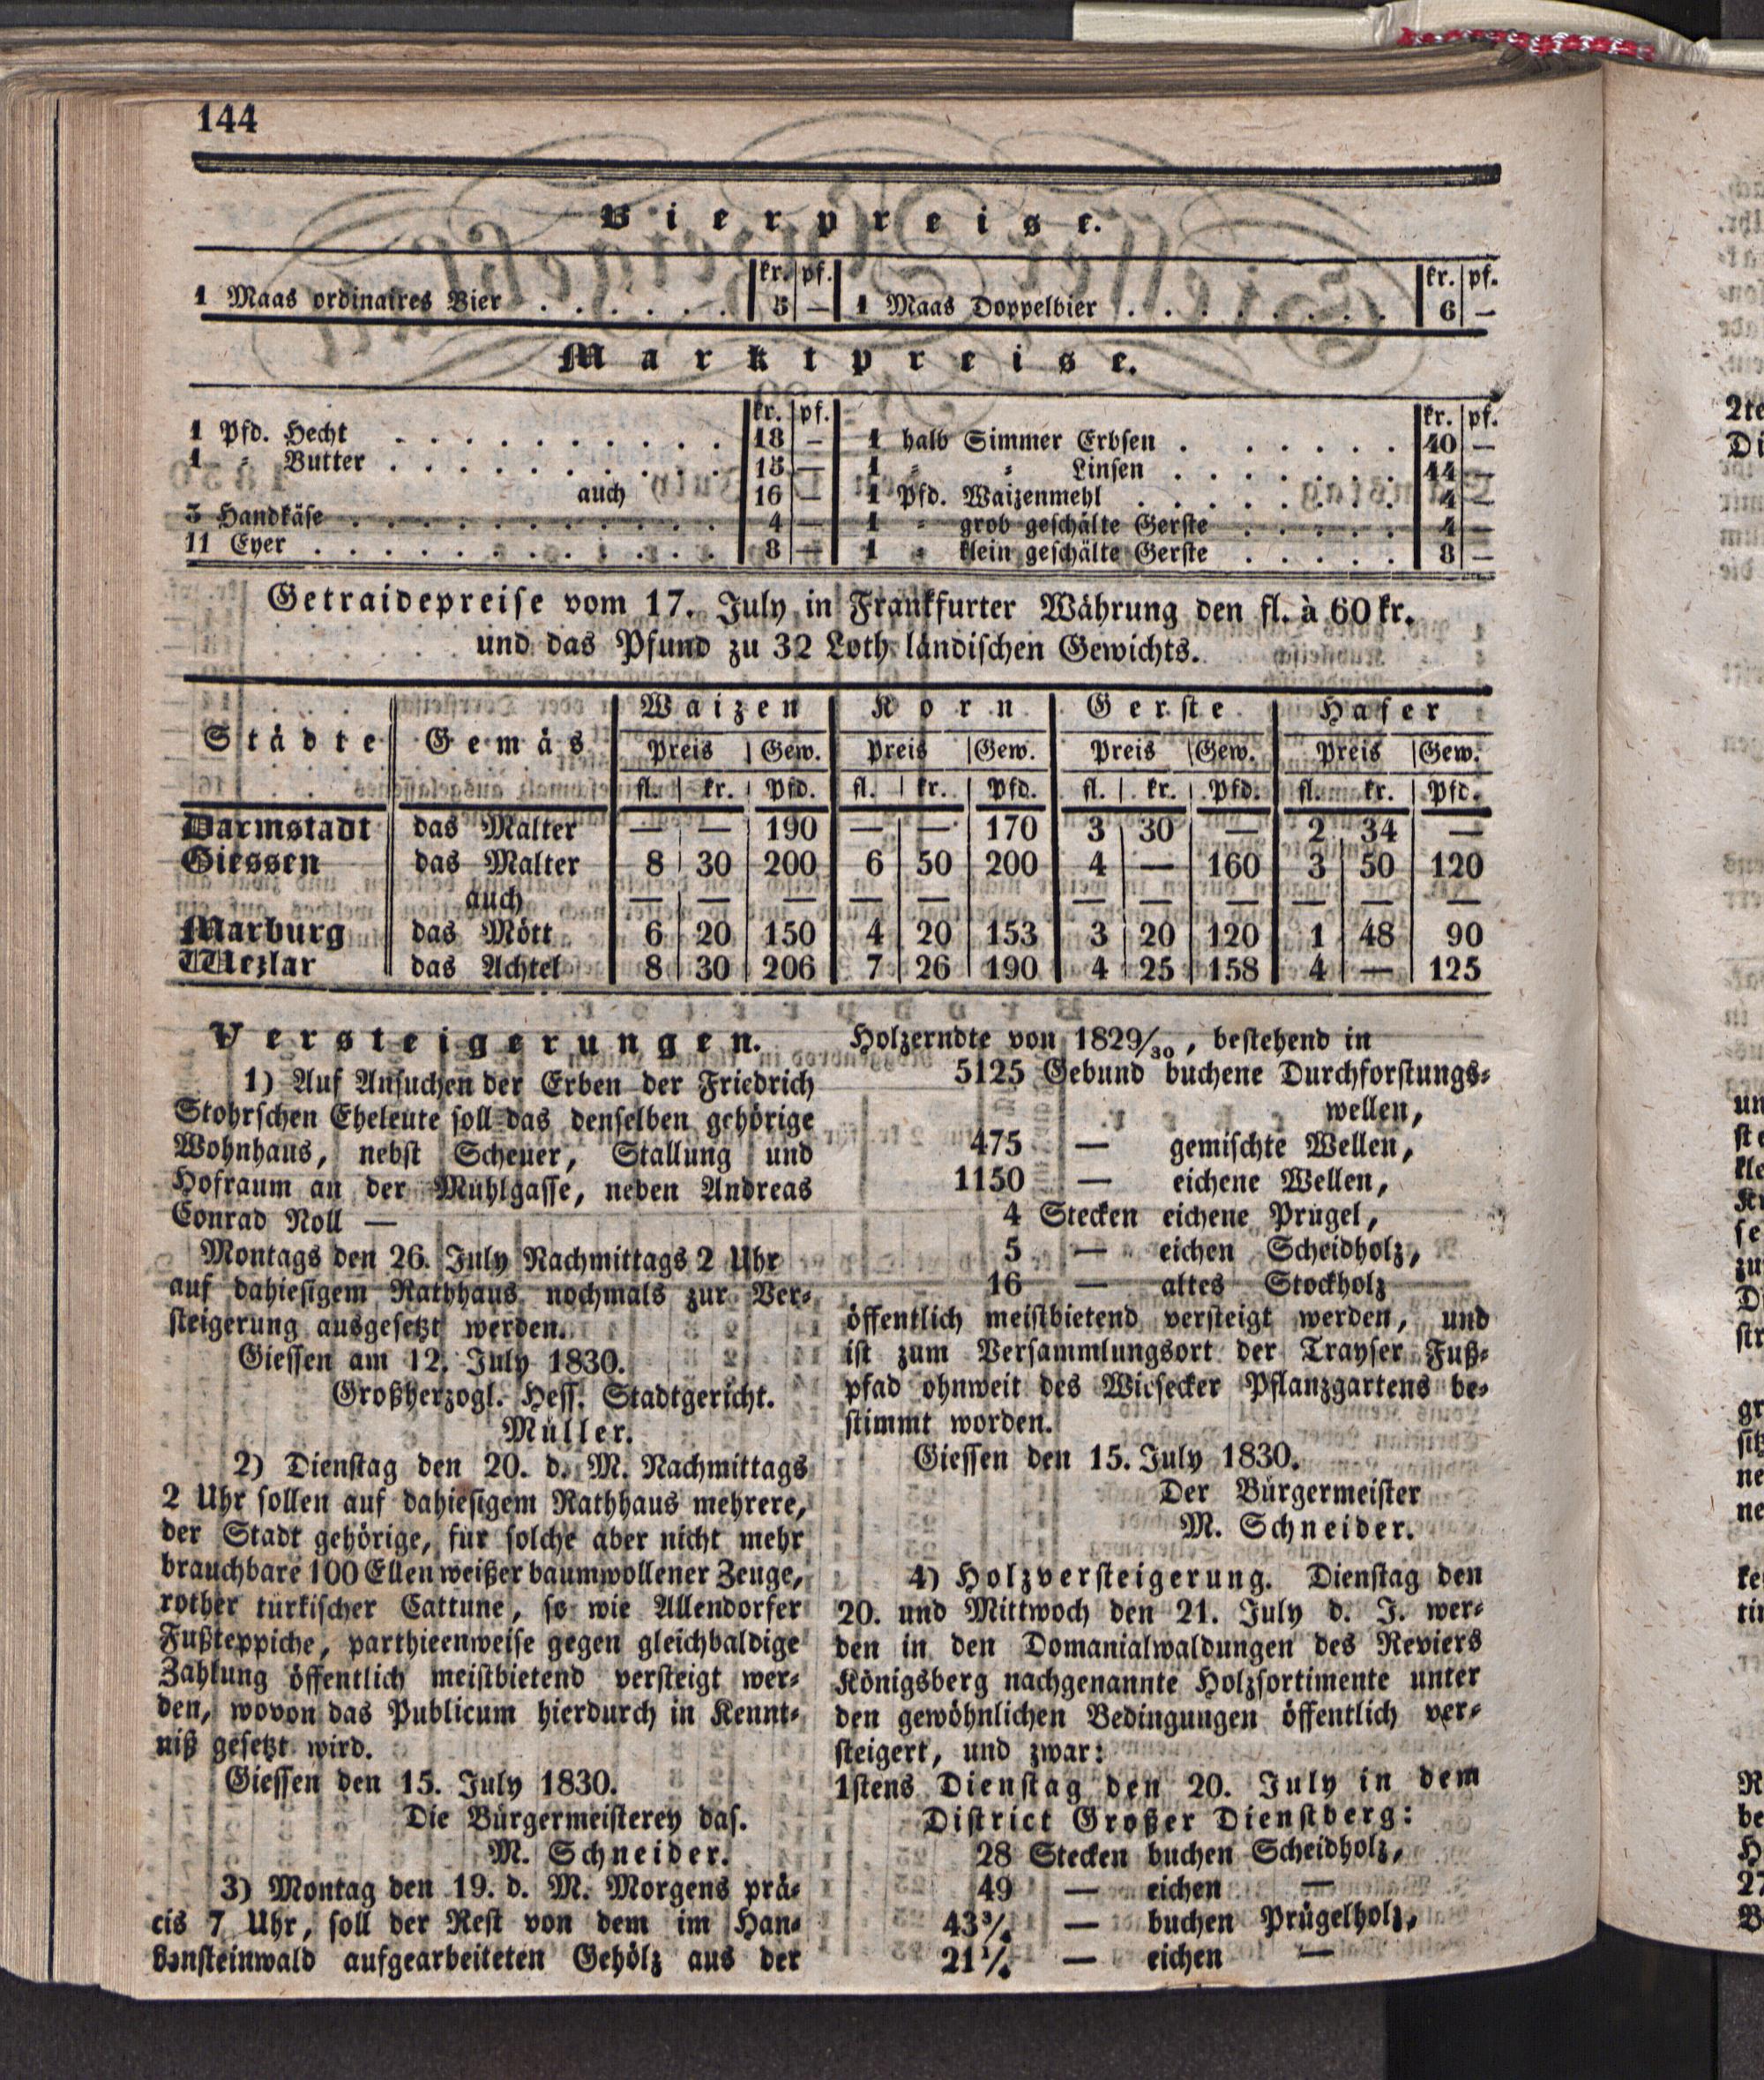 144
Bierpreise.
kr. pf. kr. pf.
1 Maas ordinaires Bier . . . . . . 5 — 1 Maas Doppelbier . . . . . . . . 6 —
Marktpreise.
kr. pf. kr. pf.
1 Pfd. Hecht . . . . . . . . . . 18 — 1 halb Simmer Erbsen . . . . . . 40 —
1 " Butter . . . . . . . . . . 15 — 1 " " Linsen . . . . . . . 44 —
auch 16 — 1 Pfd. Waizenmehl . . . . . . . . 4 —
5 Handkäse . . . . . . . . . . . 4 — 1 " grob geschälte Gerste . . . . . 4 —
11 Eyer . . . . . . . . . . . . 8 — 1 " klein geschälte Gerste . . . . . 8 —
Getraidepreise vom 17. July in Frankfurter Währung den fl. à 60 kr.
und das Pfund zu 32 Loth ländischen Gewichts.
Städte Gemäs Waizen Korn Gerste Hafer
Preis Gew. Preis Gew. Preis Gew. Preis Gew.
fl. kr. Pfd. fl. kr. Pfd. fl. kr. Pfd. fl. kr. Pfd.
Darmstadt das Malter — — 190 — — 170 3 30 — 2 34 —
Giessen das Malter 8 30 200 6 50 200 4 — 160 3 50 120
auch — — — — — — — — — — —
Marburg das Mött 6 20 150 4 20 153 3 20 120 1 48 90
Wezlar das Achtel 8 30 206 7 26 190 4 25 158 4 — 125
Versteigerungen.
1) Auf Ansuchen der Erben der Friedrich
Stohrschen Eheleute soll das denselben gehörige
Wohnhaus, nebst Scheuer, Stallung und
Hofraum an der Mühlgasse, neben Andreas
Conrad Noll —
Montags den 26. July Nachmittags 2 Uhr
auf dahiesigem Rathhaus nochmals zur Ver-
steigerung ausgesetzt werden.
Giessen am 12. July 1830.
Großherzogl. Hess. Stadtgericht.
Müller.
2) Dienstag den 20. d. M. Nachmittags
2 Uhr sollen auf dahiesigem Rathhaus mehrere,
der Stadt gehörige, für solche aber nicht mehr
brauchbare 100 Ellen weißer baumwollener Zeuge,
rother türkischer Cattune, so wie Allendorfer
Fußteppiche, parthieenweise gegen gleichbaldige
Zahlung öffentlich meistbietend versteigt wer-
den, wovon das Publicum hierdurch in Kennt-
niß gesetzt wird.
Giessen den 15. July 1830.
Die Bürgermeisterey das.
M. Schneider.
3) Montag den 19. d. M. Morgens prä-
cis 7 Uhr, soll der Rest von dem im Han-
densteinwald aufgearbeiteten Gehölz aus der
Holzerndte von 1829/30, bestehend in
5125 Gebund buchene Durchforstungs-
wellen,
475 — gemischte Wellen,
1150 — eichene Wellen,
4 Stecken eichene Prügel,
5 — eichen Scheidholz,
16 — altes Stockholz
öffentlich meistbietend versteigt werden, und
ist zum Versammlungsort der Trayser Fuß-
pfad ohnweit des Wiesecker Pflanzgartens be-
stimmt worden.
Giessen den 15. July 1830.
Der Bürgermeister
M. Schneider.
4) Holzversteigerung. Dienstag den
20. und Mittwoch den 21. July d. J. wer-
den in den Domanialwaldungen des Reviers
Königsberg nachgenannte Holzsortimente unter
den gewöhnlichen Bedingungen öffentlich ver-
steigert, und zwar:
1stens Dienstag den 20. July in dem
District Großer Dienstberg:
28 Stecken buchen Scheidholz,
49 — eichen —
43 3/4 — buchen Prügelholz,
21 1/4 — eichen —